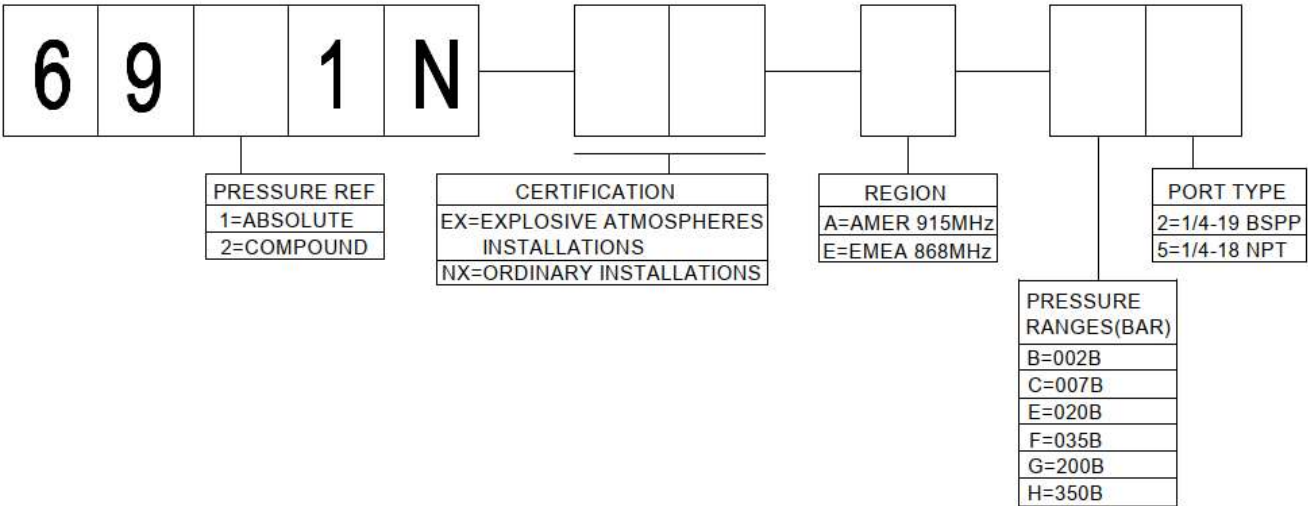 6 9 1 N
PRESSURE REF
1=ABSOLUTE
2=COMPOUND
CERTIFICATION
EX=EXPLOSIVE ATMOSPHERES
INSTALLATIONS
NX=ORDINARY INSTALLATIONS
REGION
A=AMER 915MHz
E=EMEA 868MHz
PORT TYPE
2=1/4-19 BSPP
5=1/4-18 NPT
PRESSURE
RANGES(BAR)
B=002B
C=007B
E=020B
F=035B
G=200B
H=350B